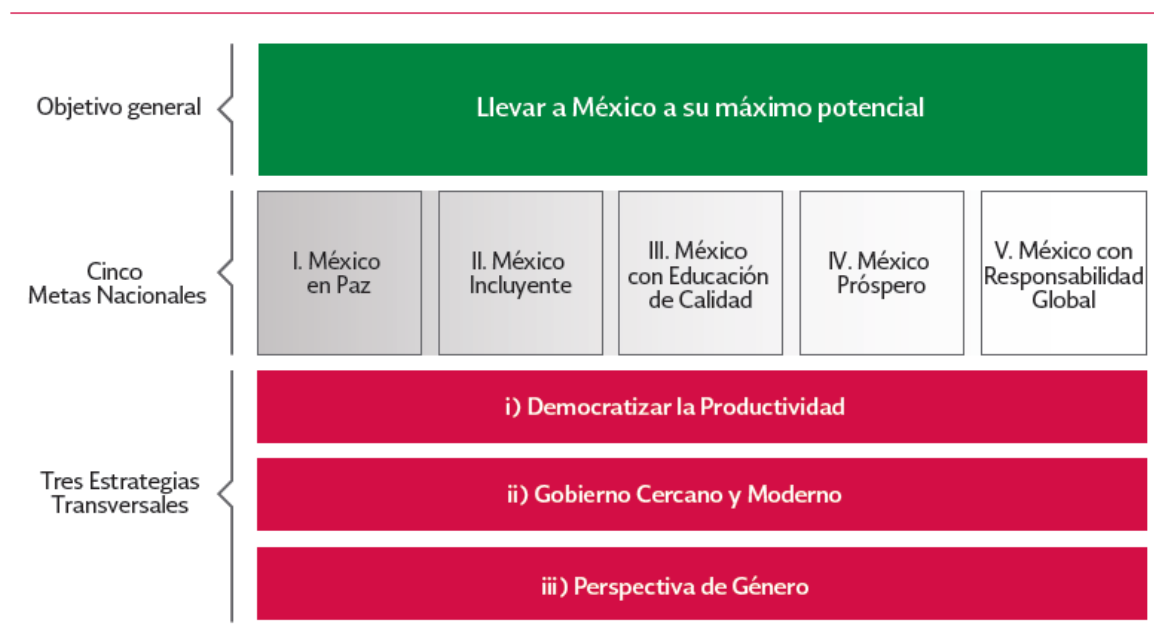 Objetivo general
Llevar a México a su máximo potencial
Cinco
Metas Nacionales
I. México
en Paz
II. México
Incluyente
III. México
con Educación
de Calidad
IV. México
Próspero
V. México con
Responsabilidad
Global
Tres Estrategias
Transversales
i) Democratizar la Productividad
ii) Gobierno Cercano y Moderno
iii) Perspectiva de Género